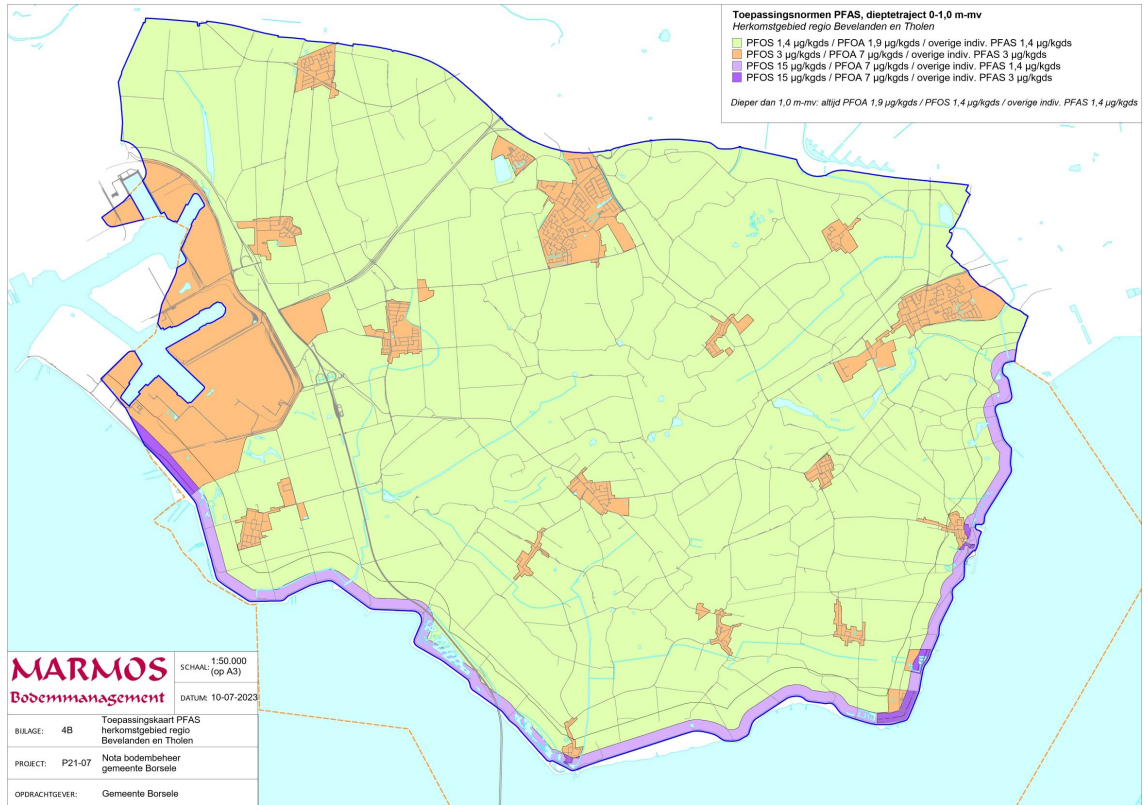 Toepassingsnormen PFAS, dieptetraject 0-1,0 m-mv
Herkomstgebied regio Bevelanden en Tholen
PFOS 1,4 µg/kgds / PFOA 1,9 µg/kgds / overige indiv. PFAS 1,4 µg/kgds
PFOS 3 µg/kgds / PFOA 7 µg/kgds / overige indiv. PFAS 3 µg/kgds
PFOS 15 µg/kgds / PFOA 7 µg/kgds / overige indiv. PFAS 1,4 µg/kgds
PFOS 15 µg/kgds / PFOA 7 µg/kgds / overige indiv. PFAS 3 µg/kgds
Dieper dan 1,0 m-mv: altijd PFOA 1,9 µg/kgds / PFOS 1,4 µg/kgds / overige indiv. PFAS 1,4 µg/kgds
MARMOS
Bodemmanagement
SCHAAL: 1:50.000
(op A3)
DATUM: 10-07-2023
BIJLAGE: 4B Toepassingskaart PFAS
herkomstgebied regio
Bevelanden en Tholen
PROJECT: P21-07 Nota bodembeheer
gemeente Borsele
OPDRACHTGEVER: Gemeente Borsele